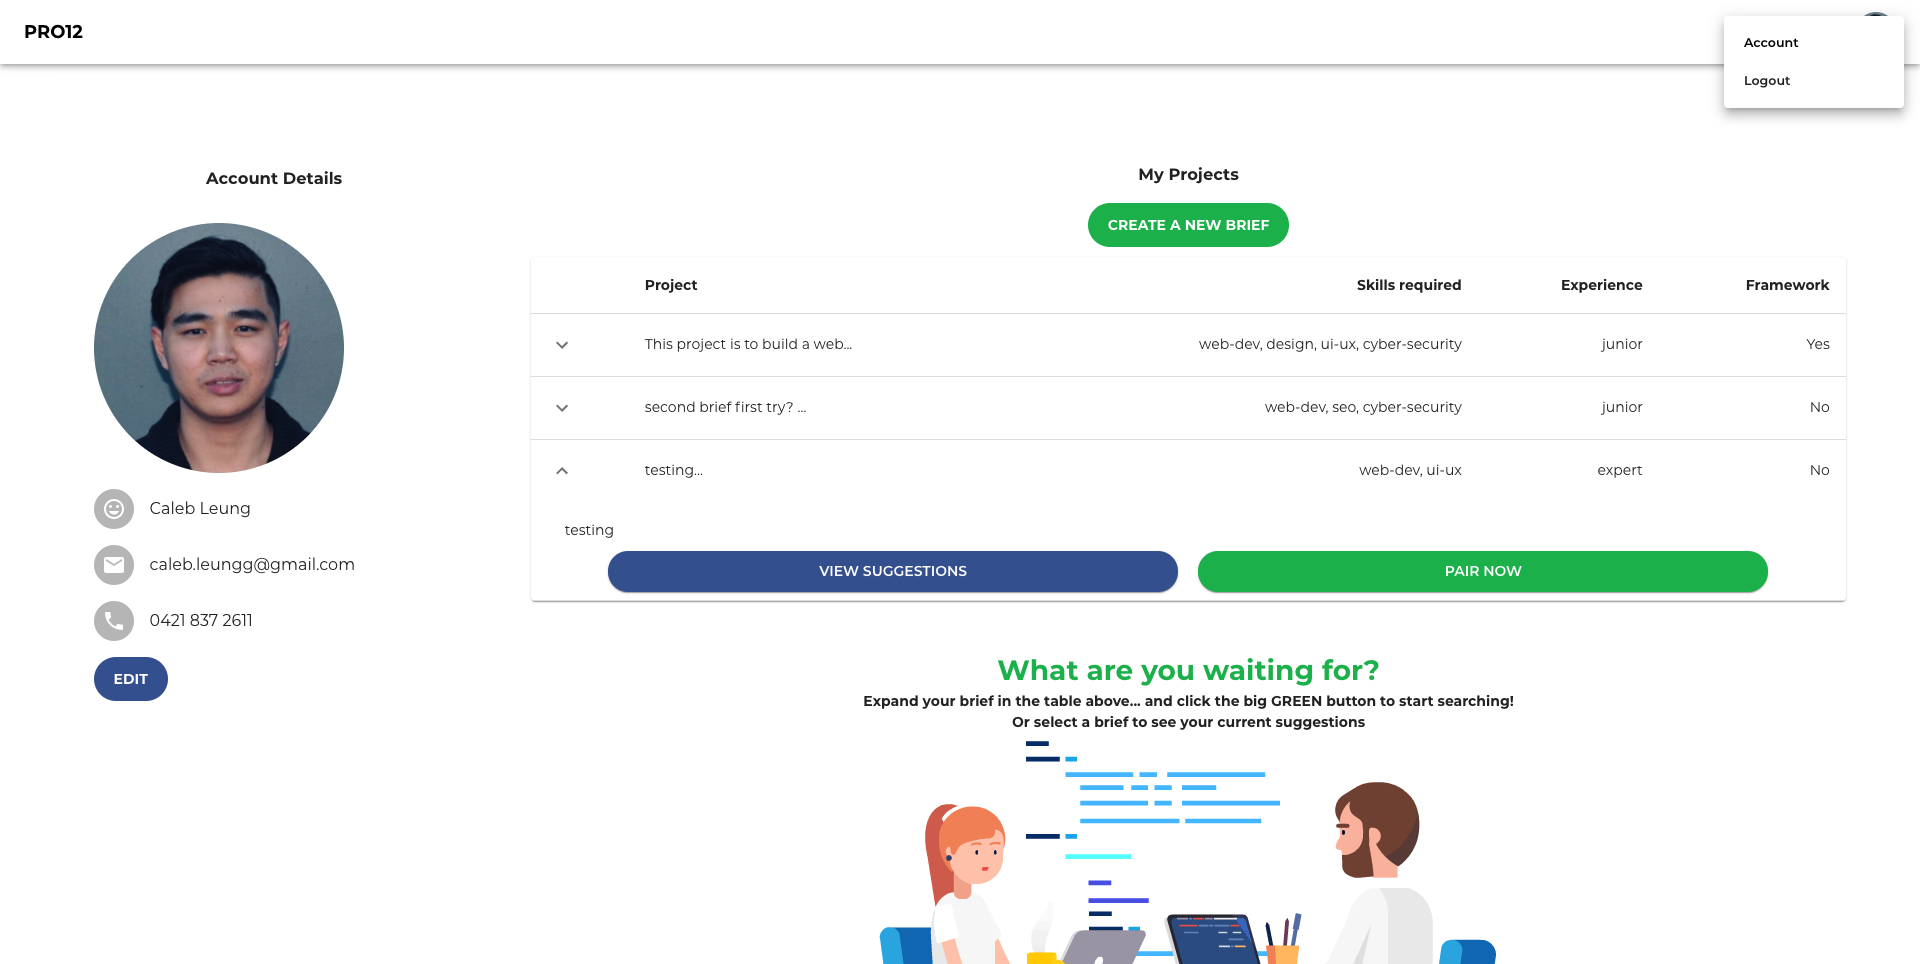 PRO12
Account
Logout
Account Details
Caleb Leung
caleb.leungg@gmail.com
0421 837 2611
EDIT
My Projects
CREATE A NEW BRIEF
Project Skills required Experience Framework
This project is to build a web... web-dev, design, ui-ux, cyber-security junior Yes
second brief first try? ... web-dev, seo, cyber-security junior No
testing... web-dev, ui-ux expert No
testing
VIEW SUGGESTIONS PAIR NOW
What are you waiting for?
Expand your brief in the table above... and click the big GREEN button to start searching!
Or select a brief to see your current suggestions